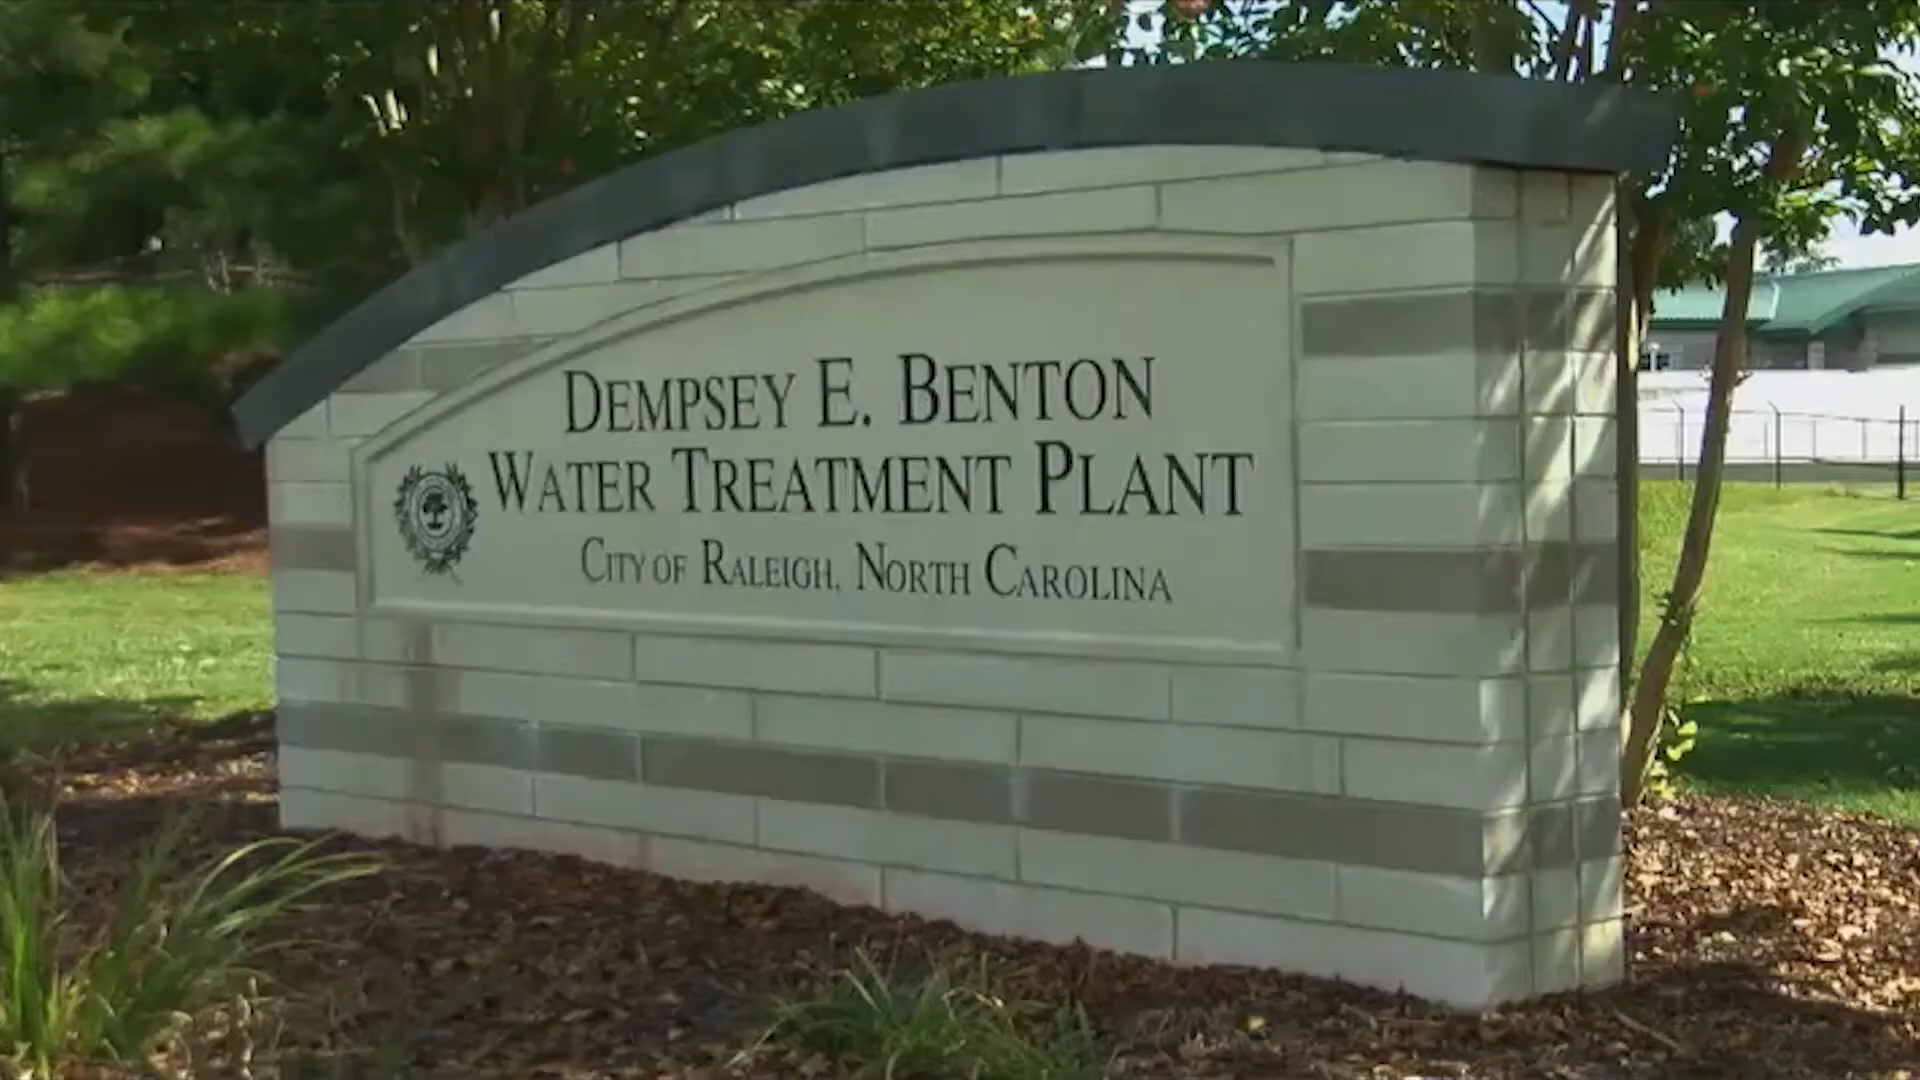 DEMPSEY E. BENTON
WATER TREATMENT PLANT
CITY OF RALEIGH, NORTH CAROLINA